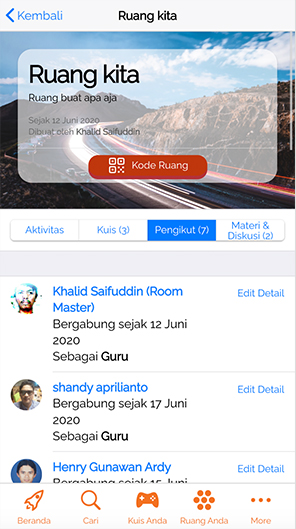 Kembali
Ruang kita
Ruang kita
Ruang buat apa aja
Sejak 12 Juni 2020
Dibuat oleh Khalid Saifuddin
Kode Ruang
Aktivitas
Kuis (3)
Pengikut (7)
Materi &
Diskusi (2)
Khalid Saifuddin (Room
Master)
Edit Detail
Bergabung sejak 12 Juni
2020
Sebagai Guru
shandy aprilianto
Edit Detail
Bergabung sejak 17 Juni
2020
Sebagai Guru
Henry Gunawan Ardy
Edit Detail
Bergabung sejak 15 Juni
Beranda
Cari
Kuis Anda
Ruang Anda
More